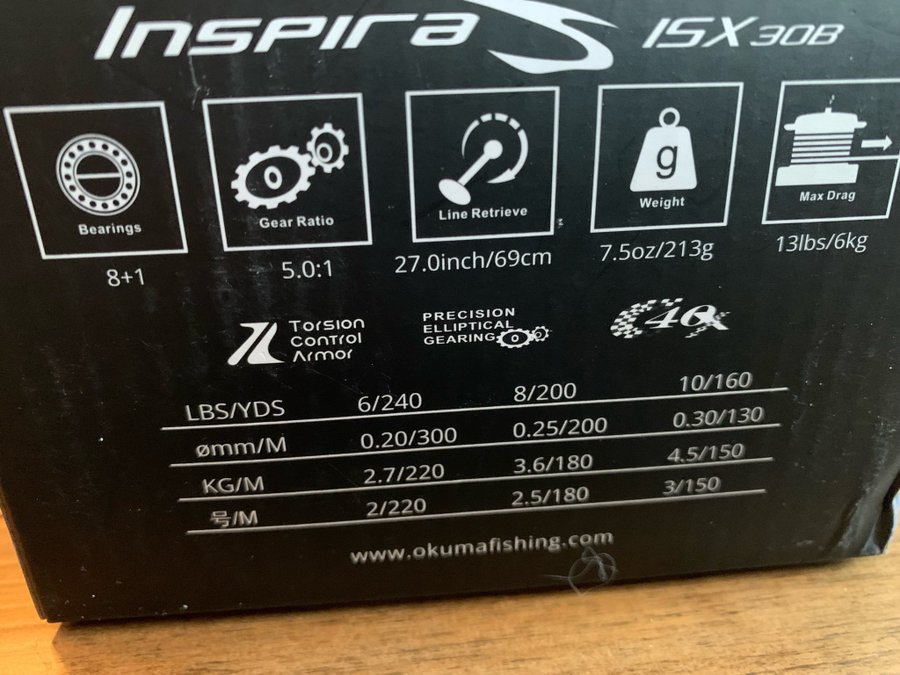 Inspira S ISX 30B
Bearings Gear Ratio Line Retrieve g Weight Max Drag
8+1 5.0:1 27.0inch/69cm 7.5oz/213g 13lbs/6kg
Torsion
Control
Armor
PRECISION
ELLIPTICAL
GEARING
40X
LBS/YDS 6/240 8/200 10/160
ømm/M 0.20/300 0.25/200 0.30/130
KG/M 2.7/220 3.6/180 4.5/150
号/M 2/220 2.5/180 3/150
www.okumafishing.com